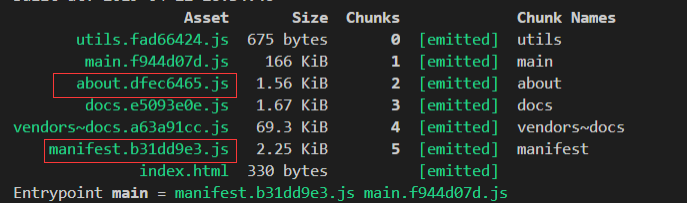 Asset Size Chunks Chunk Names
utils.fad66424.js 675 bytes 0 [emitted] utils
main.f944d07d.js 166 KiB 1 [emitted] main
about.dfec6465.js 1.56 KiB 2 [emitted] about
docs.e5093e0e.js 1.67 KiB 3 [emitted] docs
vendors~docs.a63a91cc.js 69.3 KiB 4 [emitted] vendors~docs
manifest.b31dd9e3.js 2.25 KiB 5 [emitted] manifest
index.html 330 bytes [emitted]
Entrypoint main = manifest.b31dd9e3.js main.f944d07d.js